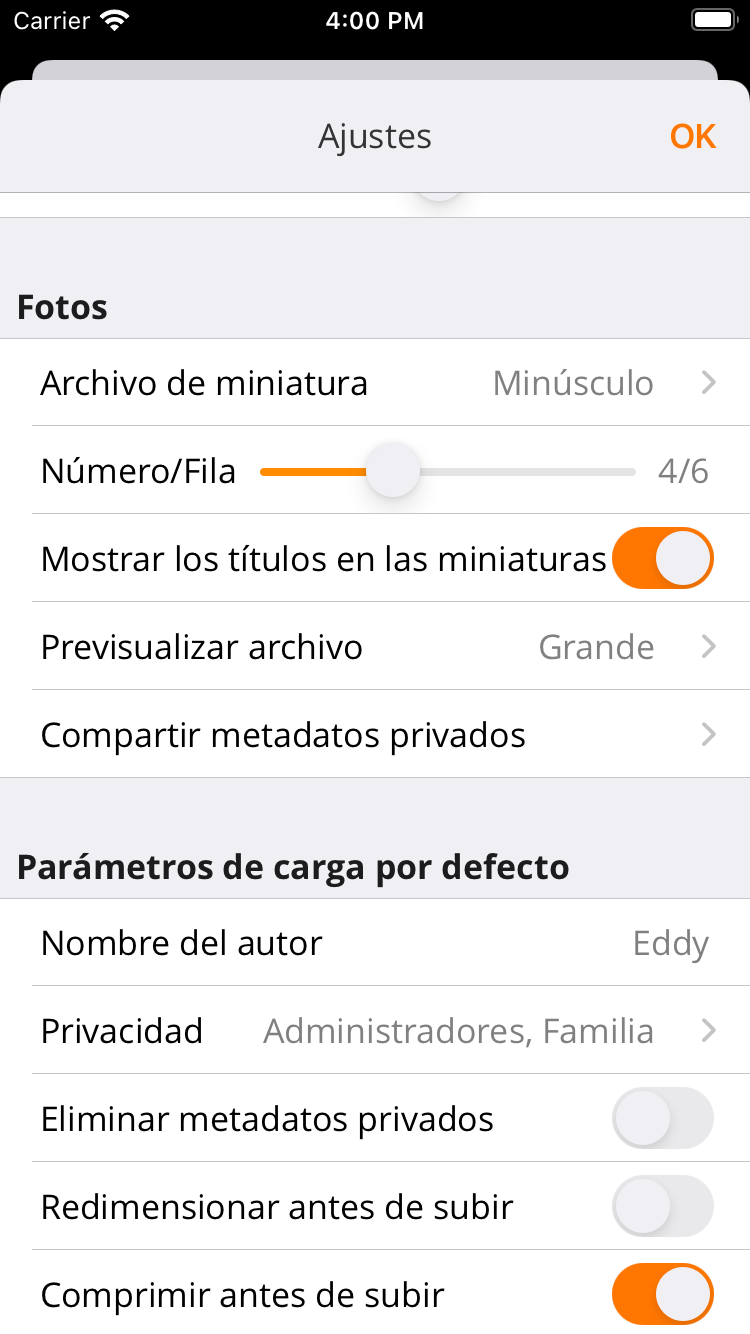 Carrier 4:00 PM
Ajustes OK
Fotos
Archivo de miniatura Minúsculo
Número/Fila 4/6
Mostrar los títulos en las miniaturas
Previsualizar archivo Grande
Compartir metadatos privados
Parámetros de carga por defecto
Nombre del autor Eddy
Privacidad Administradores, Familia
Eliminar metadatos privados
Redimensionar antes de subir
Comprimir antes de subir